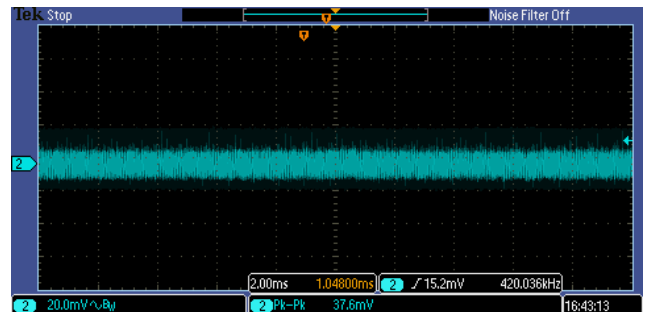 Tek Stop Noise Filter Off
T
T
2
2.00ms 1.04800ms 2 15.2mV 420.036kHz
2 20.0mV BW 2 Pk-Pk 37.6mV 16:43:13